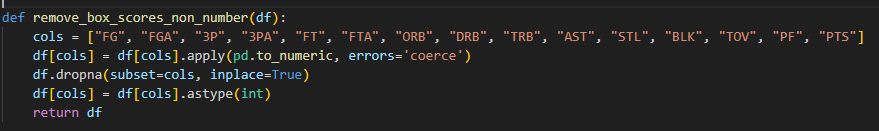 def remove_box_scores_non_number(df):
    cols = ["FG", "FGA", "3P", "3PA", "FT", "FTA", "ORB", "DRB", "TRB", "AST", "STL", "BLK", "TOV", "PF", "PTS"]
    df[cols] = df[cols].apply(pd.to_numeric, errors='coerce')
    df.dropna(subset=cols, inplace=True)
    df[cols] = df[cols].astype(int)
    return df